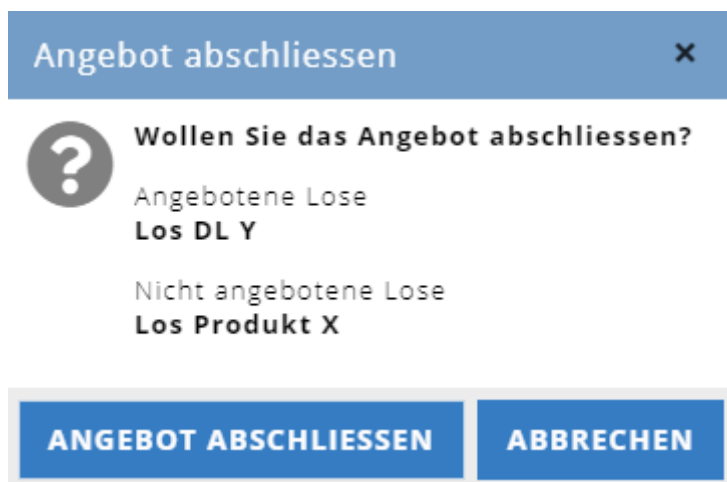 Angebot abschliessen ×
Wollen Sie das Angebot abschliessen?
Angebotene Lose
Los DL Y
Nicht angebotene Lose
Los Produkt X
ANGEBOT ABSCHLIESSEN ABBRECHEN